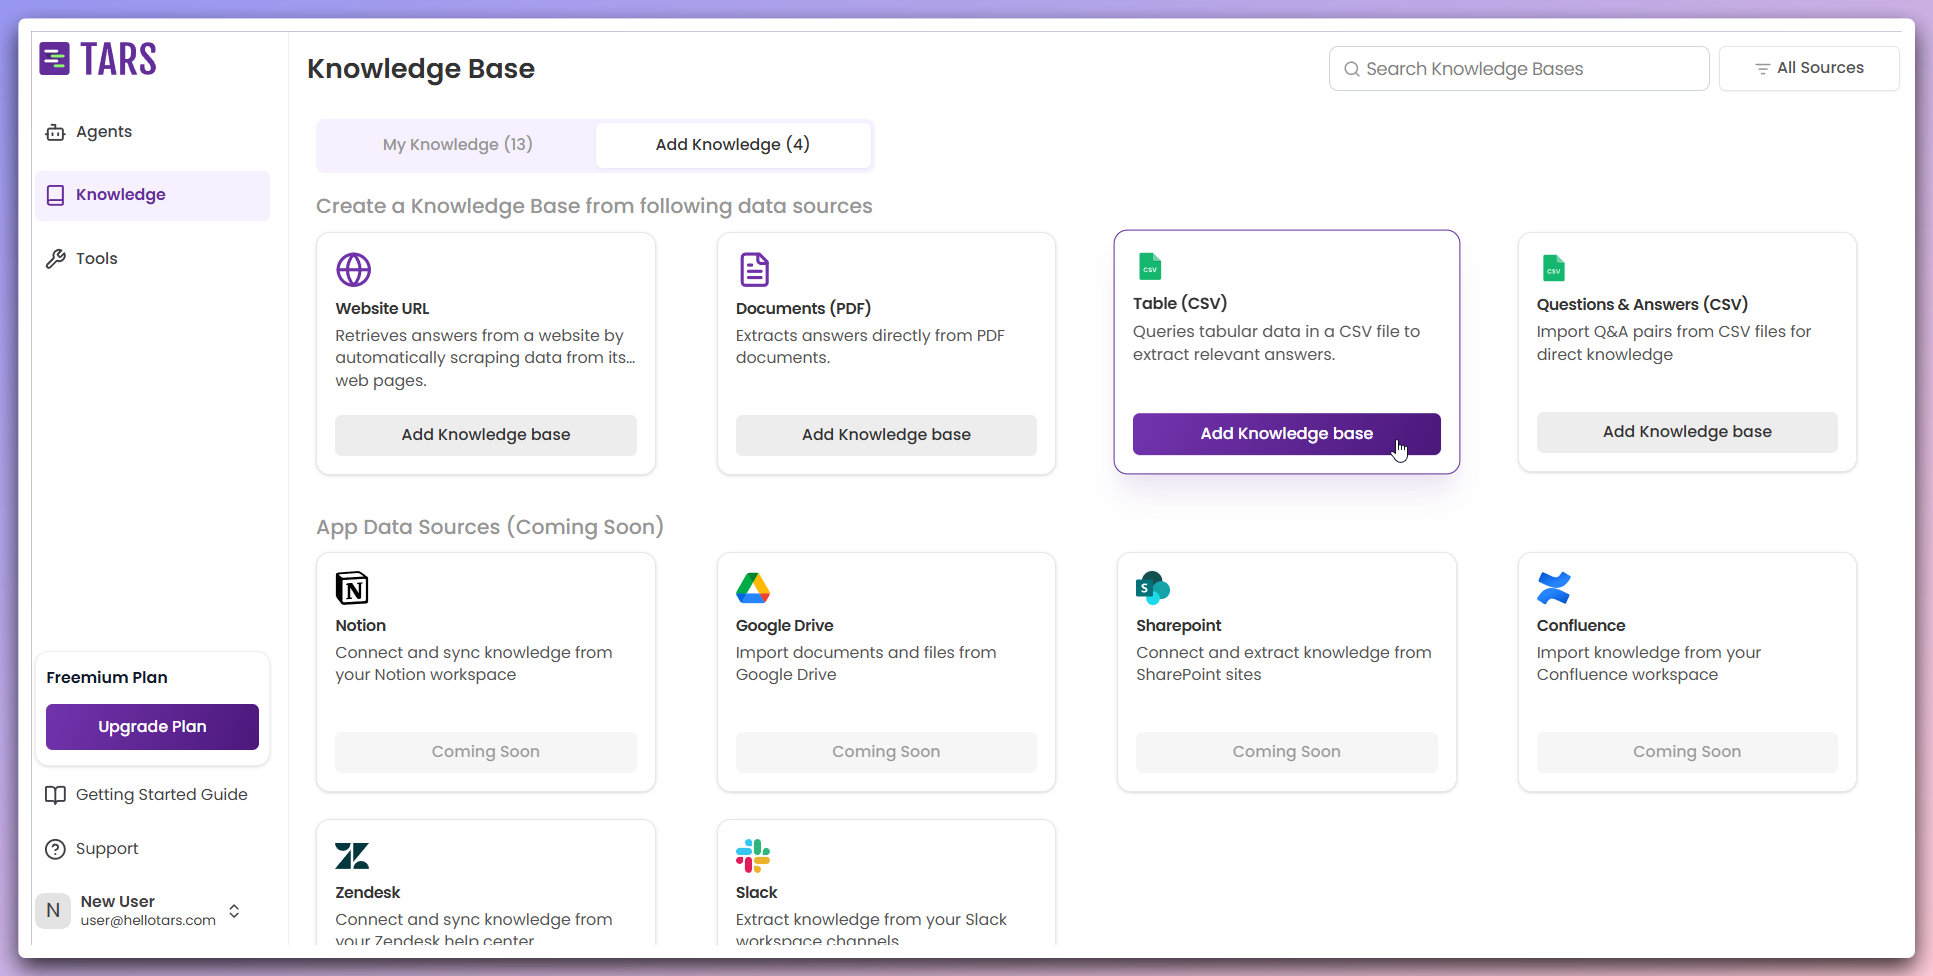 TARS
Knowledge Base
Search Knowledge Bases
All Sources
Agents
Knowledge
Tools
My Knowledge (13)
Add Knowledge (4)
Create a Knowledge Base from following data sources
Website URL
Retrieves answers from a website by
automatically scraping data from its...
web pages.
Add Knowledge base
Documents (PDF)
Extracts answers directly from PDF
documents.
Add Knowledge base
CSV
Table (CSV)
Queries tabular data in a CSV file to
extract relevant answers.
Add Knowledge base
CSV
Questions & Answers (CSV)
Import Q&A pairs from CSV files for
direct knowledge
Add Knowledge base
App Data Sources (Coming Soon)
N
Notion
Connect and sync knowledge from
your Notion workspace
Coming Soon
Google Drive
Import documents and files from
Google Drive
Coming Soon
S
Sharepoint
Connect and extract knowledge from
SharePoint sites
Coming Soon
Confluence
Import knowledge from your
Confluence workspace
Coming Soon
Zendesk
Connect and sync knowledge from
your Zendesk help center
Slack
Extract knowledge from your Slack
workspace channels
Freemium Plan
Upgrade Plan
Getting Started Guide
Support
N
New User
user@hellotars.com